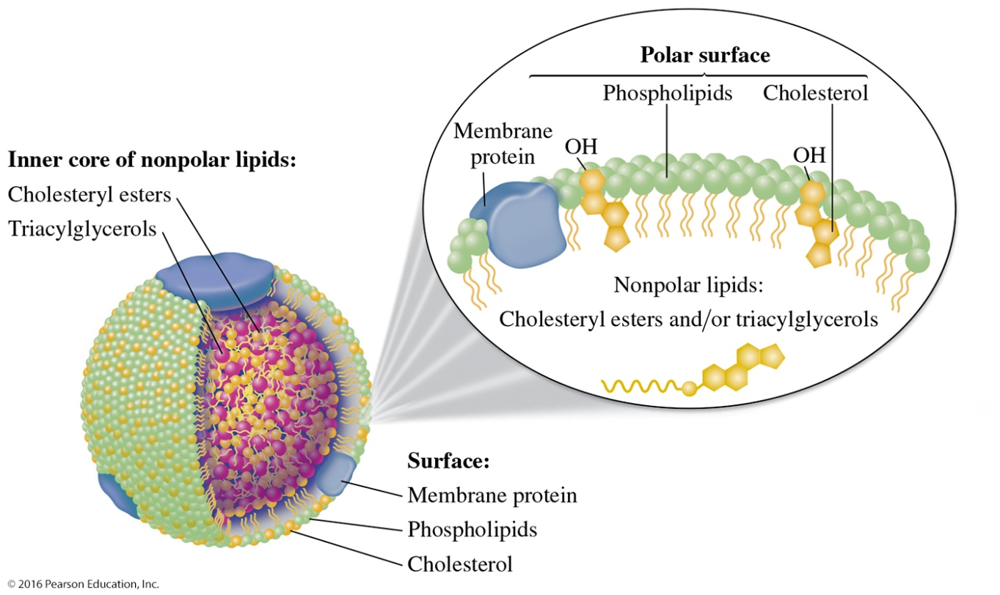 Polar surface
Phospholipids
Cholesterol
Membrane
protein
OH
OH
Inner core of nonpolar lipids:
Cholesteryl esters
Triacylglycerols
Nonpolar lipids:
Cholesteryl esters and/or triacylglycerols
Surface:
Membrane protein
Phospholipids
Cholesterol
© 2016 Pearson Education, Inc.